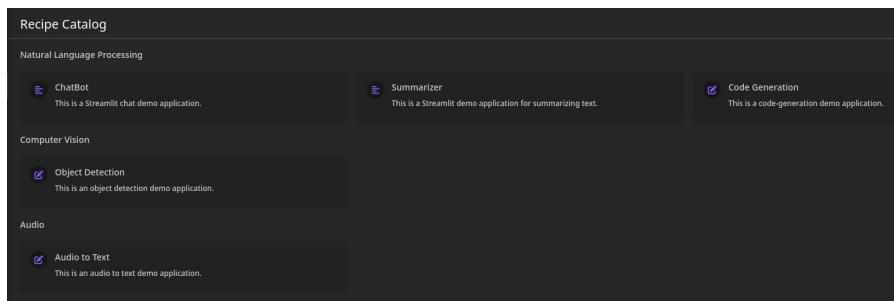 Recipe Catalog
Natural Language Processing
ChatBot
This is a Streamlit chat demo application.
Summarizer
This is a Streamlit demo application for summarizing text.
Code Generation
This is a code-generation demo application.
Computer Vision
Object Detection
This is an object detection demo application.
Audio
Audio to Text
This is an audio to text demo application.